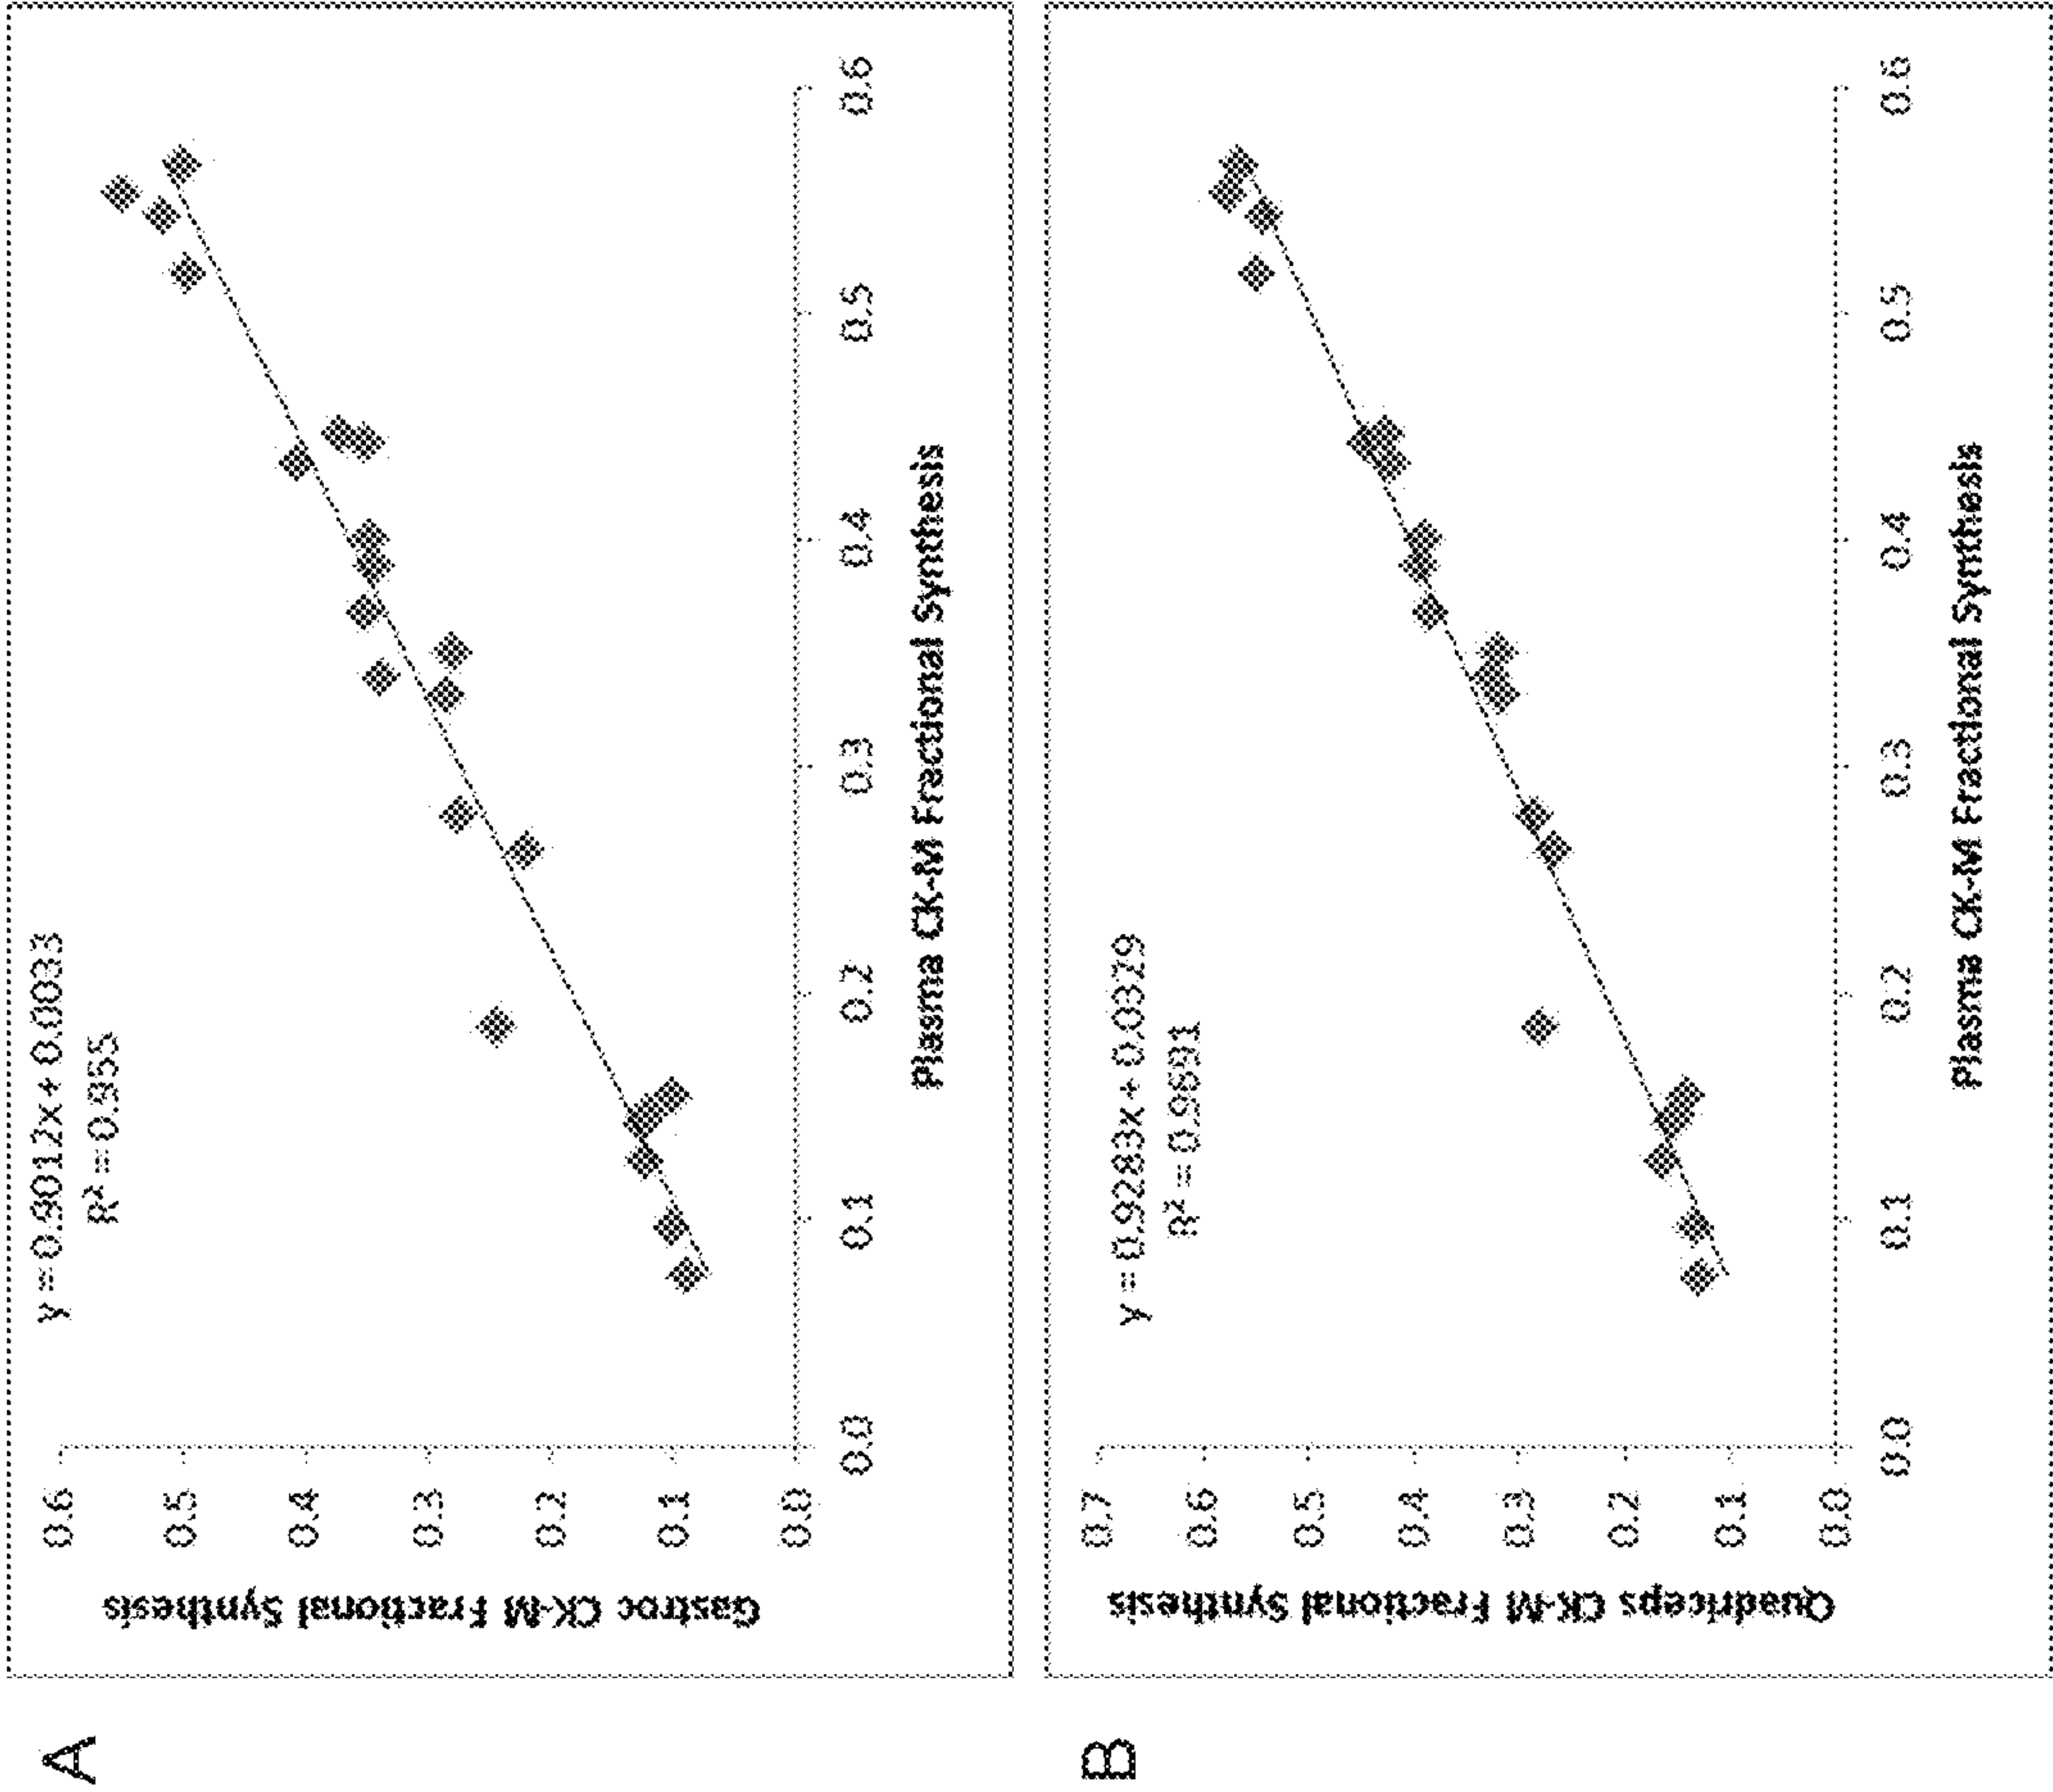 A
y = 0.9012x + 0.0033
R² = 0.955
Gastroc CK-M Fractional Synthesis
0.6
0.5
0.4
0.3
0.2
0.1
0.0
0.0 0.1 0.2 0.3 0.4 0.5 0.6
Plasma CK-M Fractional Synthesis
B
y = 0.9283x +
R² =
Quadriceps CK-M Fractional Synthesis
0.7
0.6
0.5
0.4
0.3
0.2
0.1
0.0
0.0 0.1 0.2 0.3 0.4 0.5 0.6
Plasma CK-M Fractional Synthesis